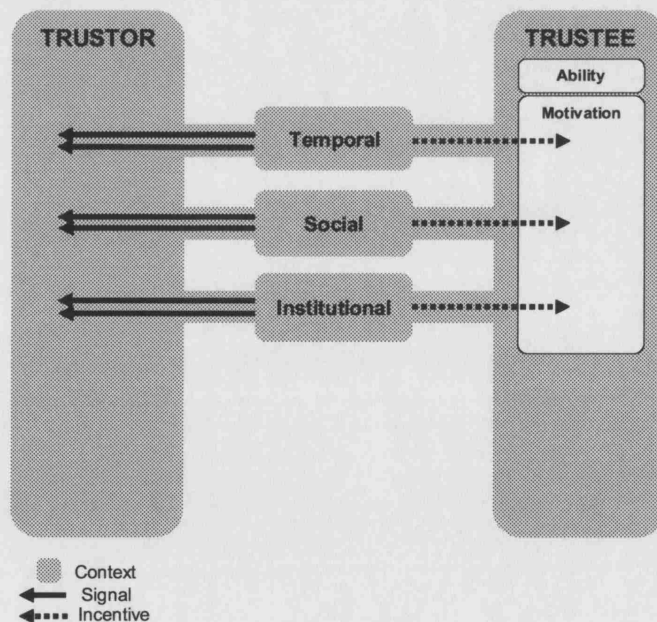 TRUSTOR
TRUSTEE
Ability
Motivation
Temporal
Social
Institutional
Context
Signal
Incentive